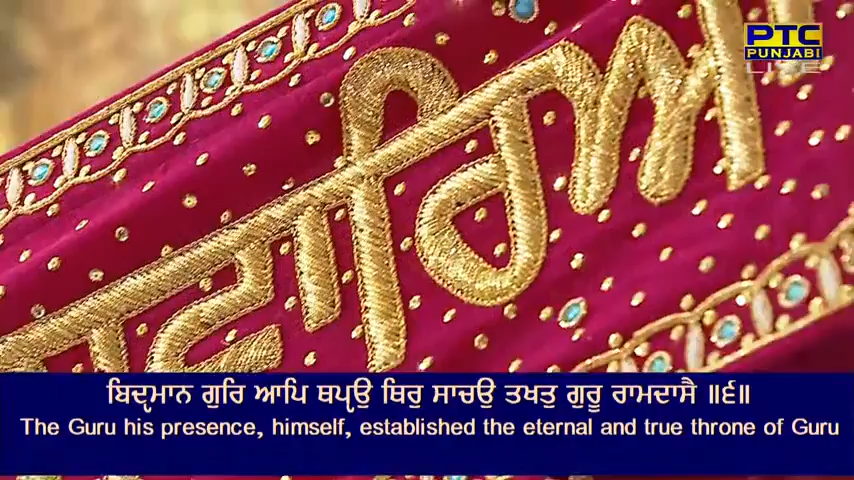 PTC
PUNJABI
LIVE
ਬਿਦ੍ਮਾਨ ਗੁਰਿ ਆਪਿ ਥਪ੍ਉ ਥਿਰੁ ਸਾਚਉ ਤਖਤੁ ਗੁਰੂ ਰਾਮਦਾਸੈ ॥੬॥
The Guru his presence, himself, established the eternal and true throne of Guru